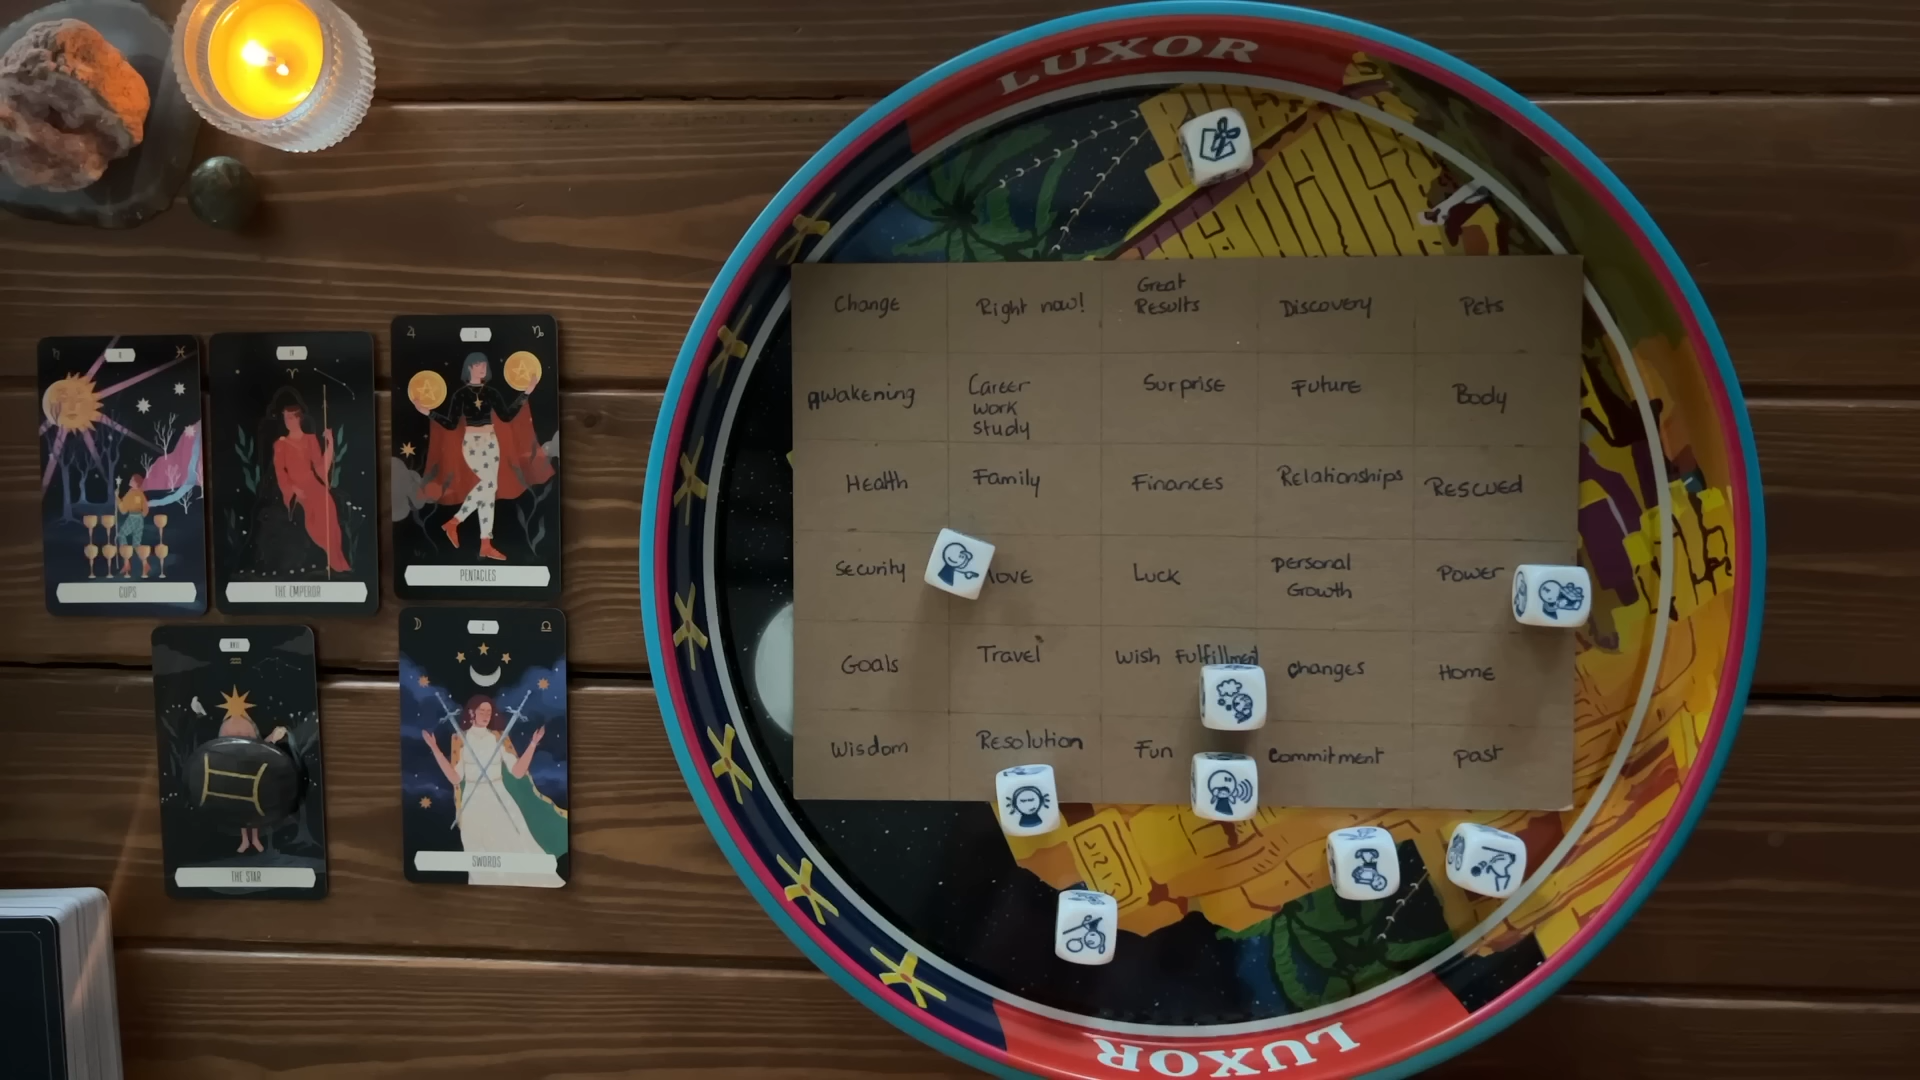 LUXOR
Change
Right now!
Great
Results
Discovery
Pets
Awakening
Career
work
study
Surprise
Future
Body
Health
Family
Finances
Relationships
RESCUED
Security
love
Luck
personal
Growth
Power
Goals
Travel
Wish Fulfillment
changes
Home
Wisdom
Resolution
Fun
commitment
past
CUPS
THE EMPEROR
PENTACLES
THE STAR
SWORDS
LUXOR